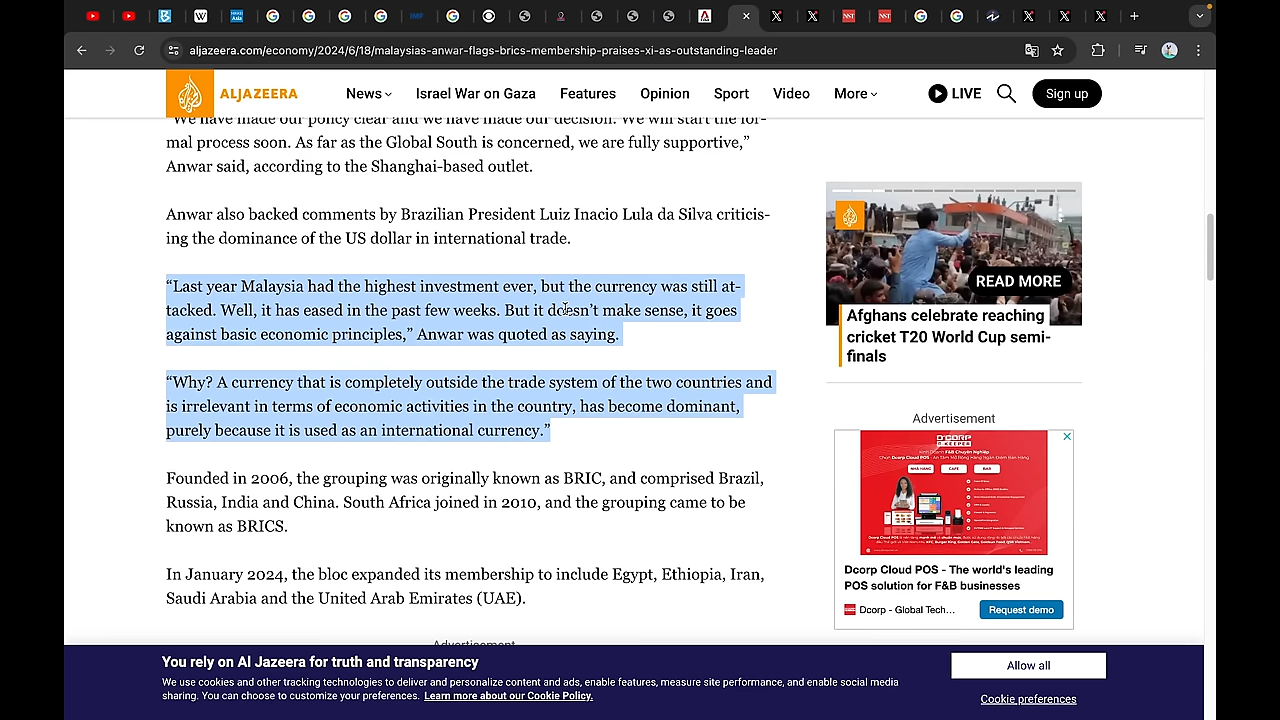 aljazeera.com/economy/2024/6/18/malaysias-anwar-flags-brics-membership-praises-xi-as-outstanding-leader
ALJAZEERA
News
Israel War on Gaza
Features
Opinion
Sport
Video
More
LIVE
Sign up
“We have made our policy clear and we have made our decision. We will start the for-
mal process soon. As far as the Global South is concerned, we are fully supportive,”
Anwar said, according to the Shanghai-based outlet.
Anwar also backed comments by Brazilian President Luiz Inacio Lula da Silva criticis-
ing the dominance of the US dollar in international trade.
“Last year Malaysia had the highest investment ever, but the currency was still at-
tacked. Well, it has eased in the past few weeks. But it doesn’t make sense, it goes
against basic economic principles,” Anwar was quoted as saying.
“Why? A currency that is completely outside the trade system of the two countries and
is irrelevant in terms of economic activities in the country, has become dominant,
purely because it is used as an international currency.”
Founded in 2006, the grouping was originally known as BRIC, and comprised Brazil,
Russia, India and China. South Africa joined in 2010, and the grouping came to be
known as BRICS.
In January 2024, the bloc expanded its membership to include Egypt, Ethiopia, Iran,
Saudi Arabia and the United Arab Emirates (UAE).
Advertisement
READ MORE
Afghans celebrate reaching
cricket T20 World Cup semi-
finals
Advertisement
Dcorp Cloud POS - The world's leading
POS solution for F&B businesses
Dcorp - Global Tech...
Request demo
You rely on Al Jazeera for truth and transparency
We use cookies and other tracking technologies to deliver and personalize content and ads, enable features, measure site performance, and enable social media
sharing. You can choose to customize your preferences. Learn more about our Cookie Policy.
Allow all
Cookie preferences